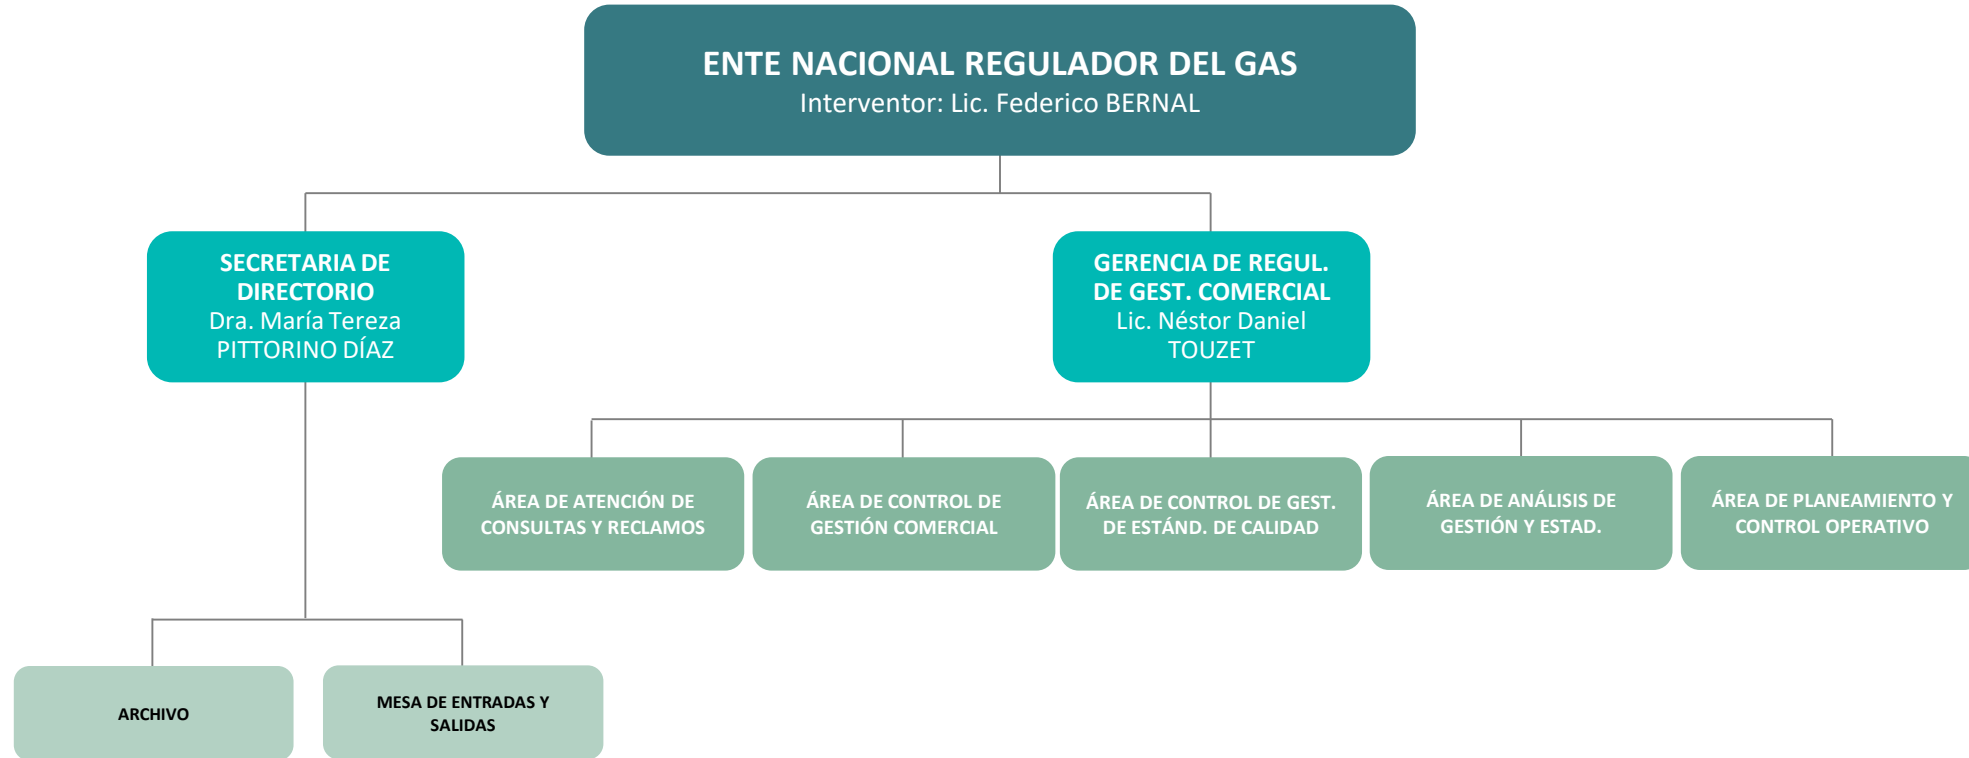 ENTE NACIONAL REGULADOR DEL GAS
Interventor: Lic. Federico BERNAL
SECRETARIA DE
DIRECTORIO
Dra. María Tereza
PITTORINO DÍAZ
GERENCIA DE REGUL.
DE GEST. COMERCIAL
Lic. Néstor Daniel
TOUZET
ÁREA DE ATENCIÓN DE
CONSULTAS Y RECLAMOS
ÁREA DE CONTROL DE
GESTIÓN COMERCIAL
ÁREA DE CONTROL DE GEST.
DE ESTÁND. DE CALIDAD
ÁREA DE ANÁLISIS DE
GESTIÓN Y ESTAD.
ÁREA DE PLANEAMIENTO Y
CONTROL OPERATIVO
ARCHIVO
MESA DE ENTRADAS Y
SALIDAS